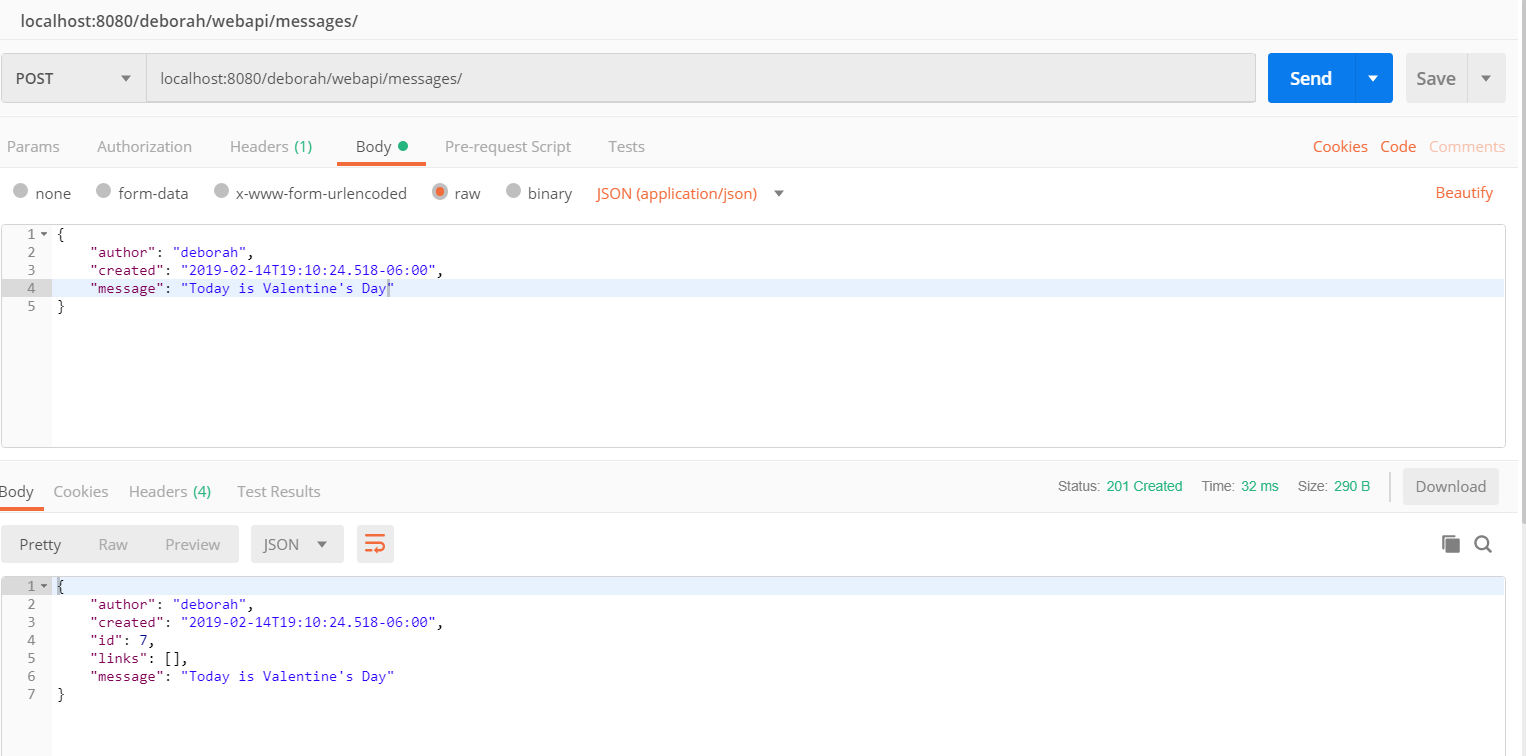 localhost:8080/deborah/webapi/messages/
POST localhost:8080/deborah/webapi/messages/ Send Save
Params Authorization Headers (1) Body Pre-request Script Tests Cookies Code Comments
none form-data x-www-form-urlencoded raw binary JSON (application/json) Beautify
1 {
2 "author": "deborah",
3 "created": "2019-02-14T19:10:24.518-06:00",
4 "message": "Today is Valentine's Day"
5 }
Body Cookies Headers (4) Test Results Status: 201 Created Time: 32 ms Size: 290 B Download
Pretty Raw Preview JSON
1 {
2 "author": "deborah",
3 "created": "2019-02-14T19:10:24.518-06:00",
4 "id": 7,
5 "links": [],
6 "message": "Today is Valentine's Day"
7 }